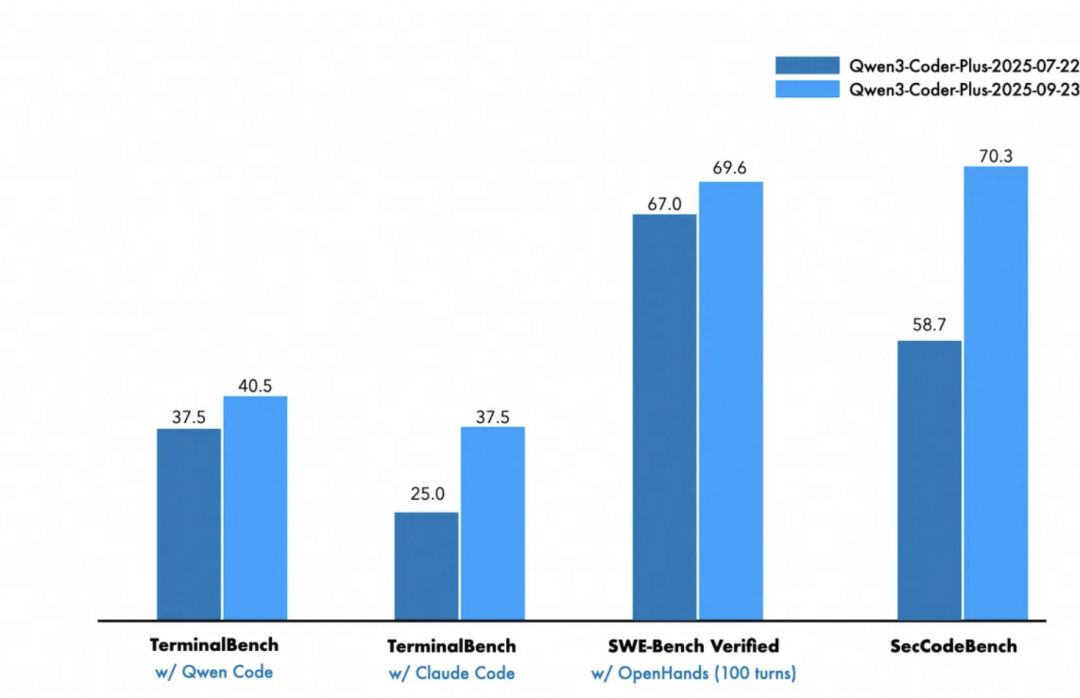 Qwen3-Coder-Plus-2025-07-22
Qwen3-Coder-Plus-2025-09-23
37.5
40.5
25.0
37.5
67.0
69.6
58.7
70.3
TerminalBench
w/ Qwen Code
TerminalBench
w/ Claude Code
SWE-Bench Verified
w/ OpenHands (100 turns)
SecCodeBench